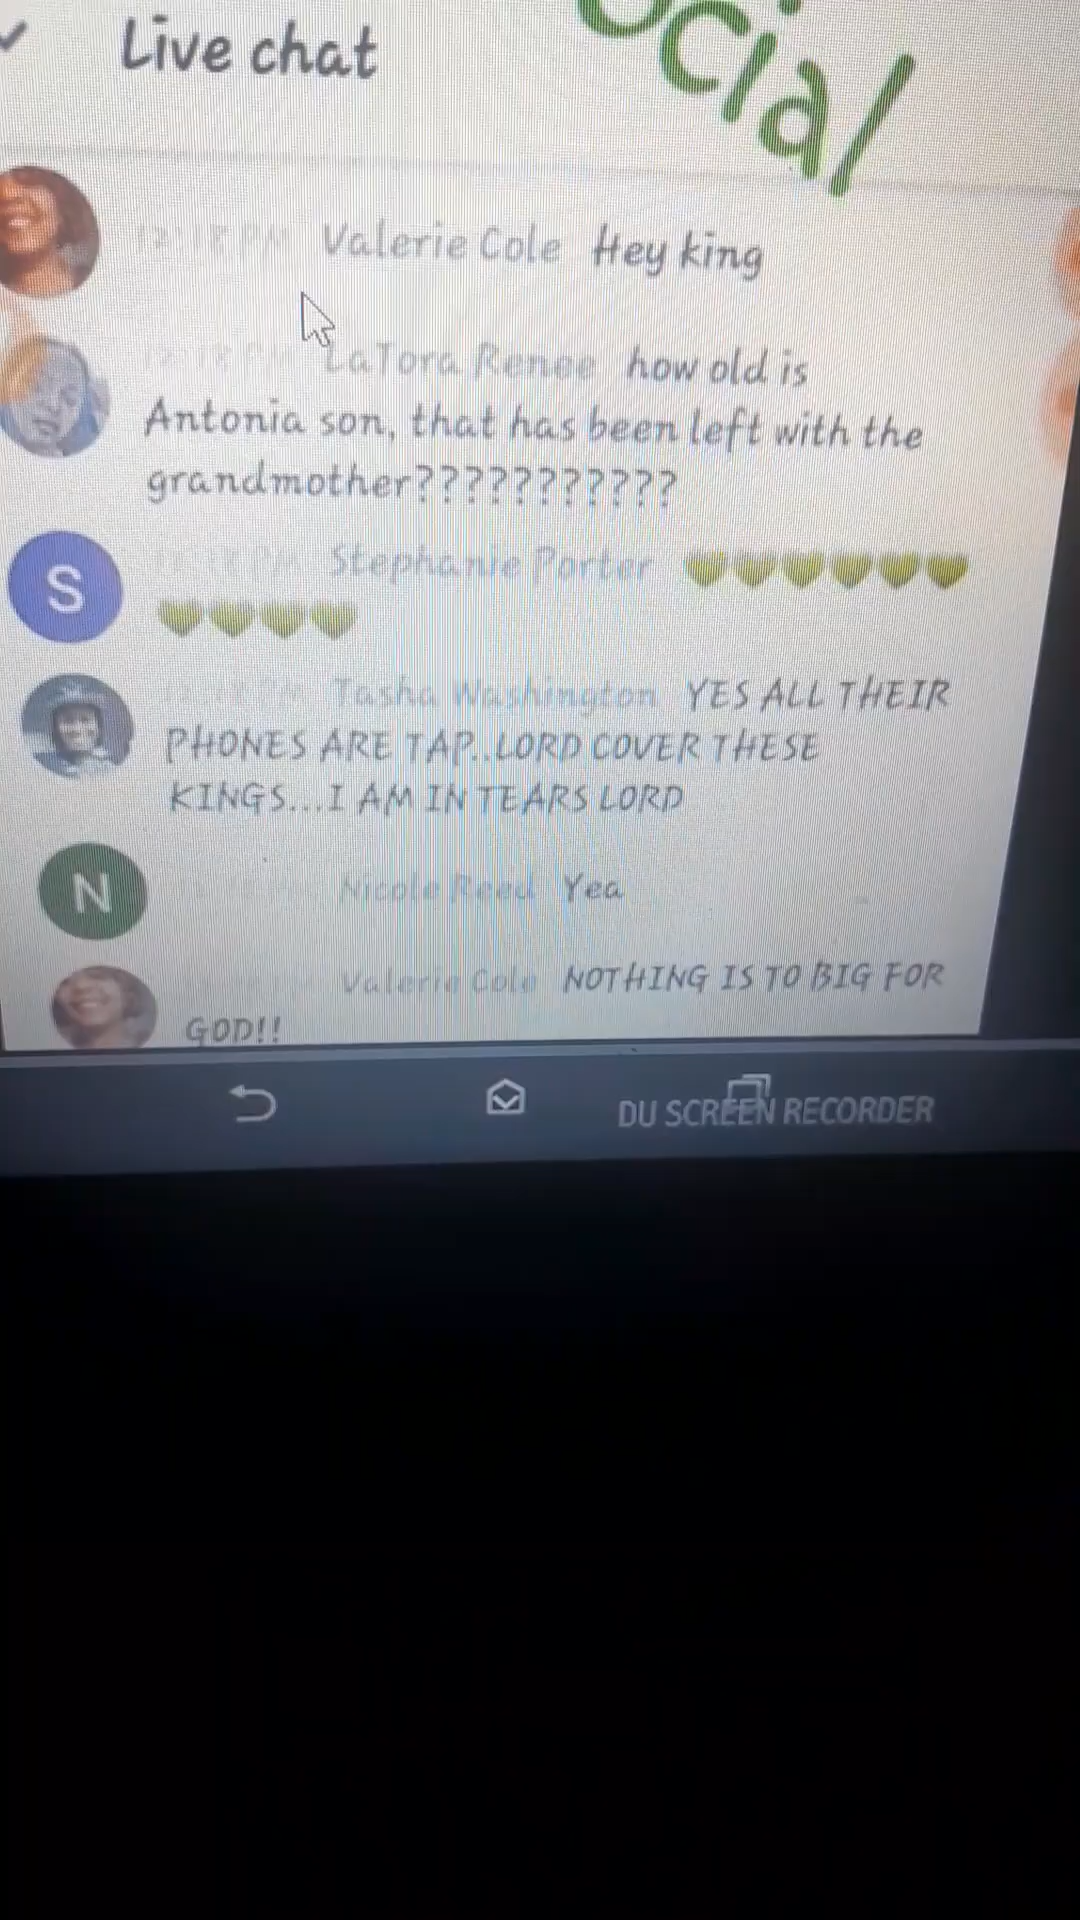 Live chat
ocial
Valerie Cole Hey king
LaTora Renee how old is
Antonia son, that has been left with the
grandmother???????????
S
Stephanie Porter 💛💛💛💛💛💛
💛💛💛💛
Tasha Washington YES ALL THEIR
PHONES ARE TAP..LORD COVER THESE
KINGS...I AM IN TEARS LORD
N
Nicole Reed Yea
Valerie Cole NOTHING IS TO BIG FOR
GOD!!
DU SCREEN RECORDER